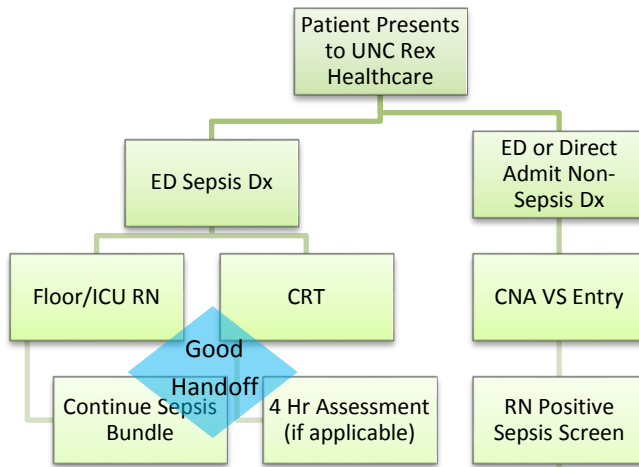 Patient Presents
to UNC Rex
Healthcare
ED Sepsis Dx
ED or Direct
Admit Non-
Sepsis Dx
Floor/ICU RN
CRT
CNA VS Entry
Good
Handoff
Continue Sepsis
Bundle
4 Hr Assessment
(if applicable)
RN Positive
Sepsis Screen